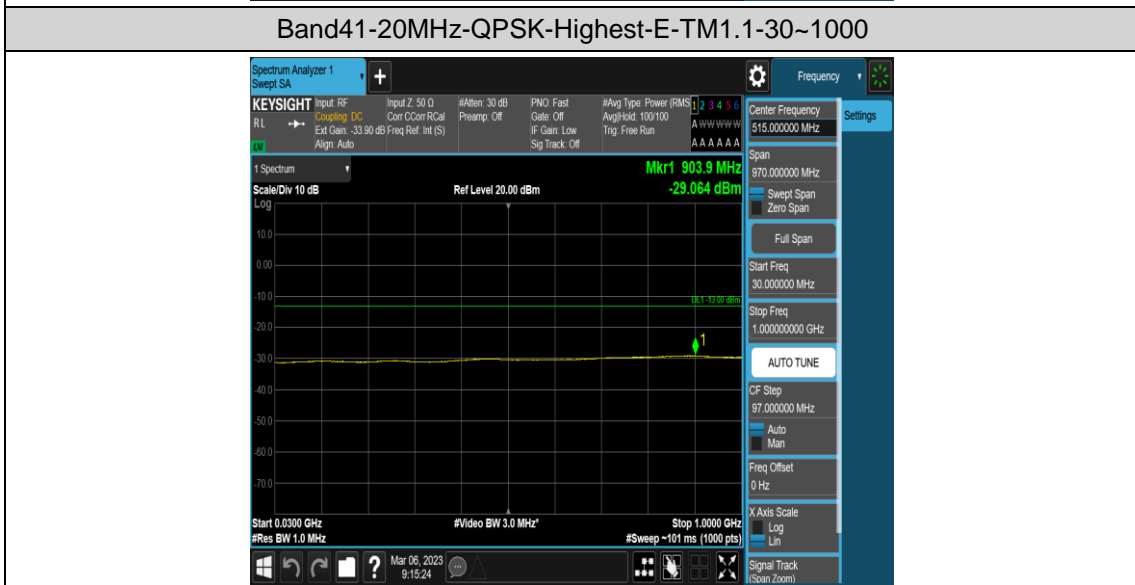 Band41-20MHz-QPSK-Highest-E-TM1.1-30~1000
Spectrum Analyzer 1
Swept SA
+
Frequency
KEYSIGHT
RL
LXI
Input: RF
Coupling: DC
Ext Gain: -33.90 dB
Align: Auto
Input Z: 50 Ω
Corr CCorr RCal
Freq Ref: Int (S)
#Atten: 30 dB
Preamp: Off
PNO: Fast
Gate: Off
IF Gain: Low
Sig Track: Off
#Avg Type: Power (RMS
Avg|Hold: 100/100
Trig: Free Run
1 2 3 4 5 6
A W W W W W
A A A A A A
1 Spectrum
Scale/Div 10 dB
Log
Ref Level 20.00 dBm
Mkr1 903.9 MHz
-29.064 dBm
10.0
0.00
-10.0
-20.0
-30.0
-40.0
-50.0
-60.0
-70.0
DL1 -13.00 dBm
1
Start 0.0300 GHz
#Res BW 1.0 MHz
#Video BW 3.0 MHz*
Stop 1.0000 GHz
#Sweep ~101 ms (1000 pts)
Center Frequency
515.000000 MHz
Settings
Span
970.000000 MHz
Swept Span
Zero Span
Full Span
Start Freq
30.000000 MHz
Stop Freq
1.000000000 GHz
AUTO TUNE
CF Step
97.000000 MHz
Auto
Man
Freq Offset
0 Hz
X Axis Scale
Log
Lin
Signal Track
(Span Zoom)
?
Mar 06, 2023
9:15:24